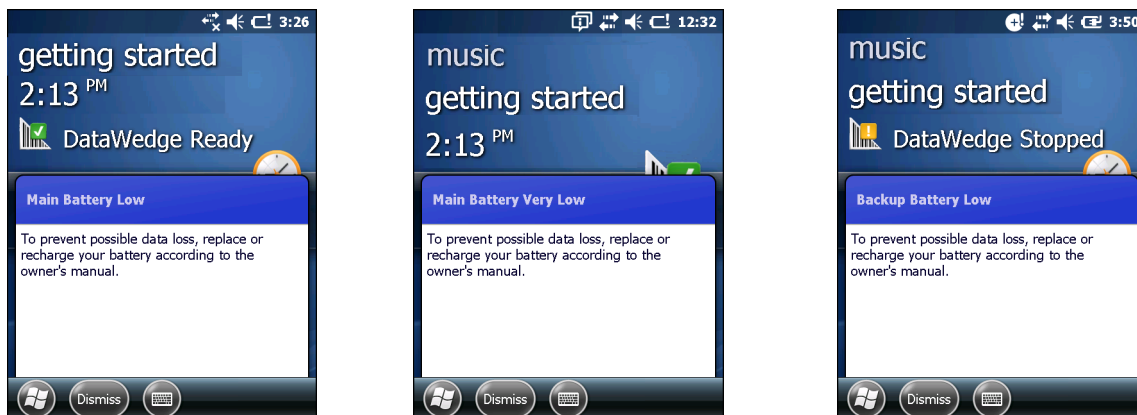 3:26
getting started
2:13 PM
DataWedge Ready
Main Battery Low
To prevent possible data loss, replace or
recharge your battery according to the
owner's manual.
Dismiss
12:32
music
getting started
2:13 PM
Main Battery Very Low
To prevent possible data loss, replace or
recharge your battery according to the
owner's manual.
Dismiss
3:50
music
getting started
DataWedge Stopped
Backup Battery Low
To prevent possible data loss, replace or
recharge your battery according to the
owner's manual.
Dismiss